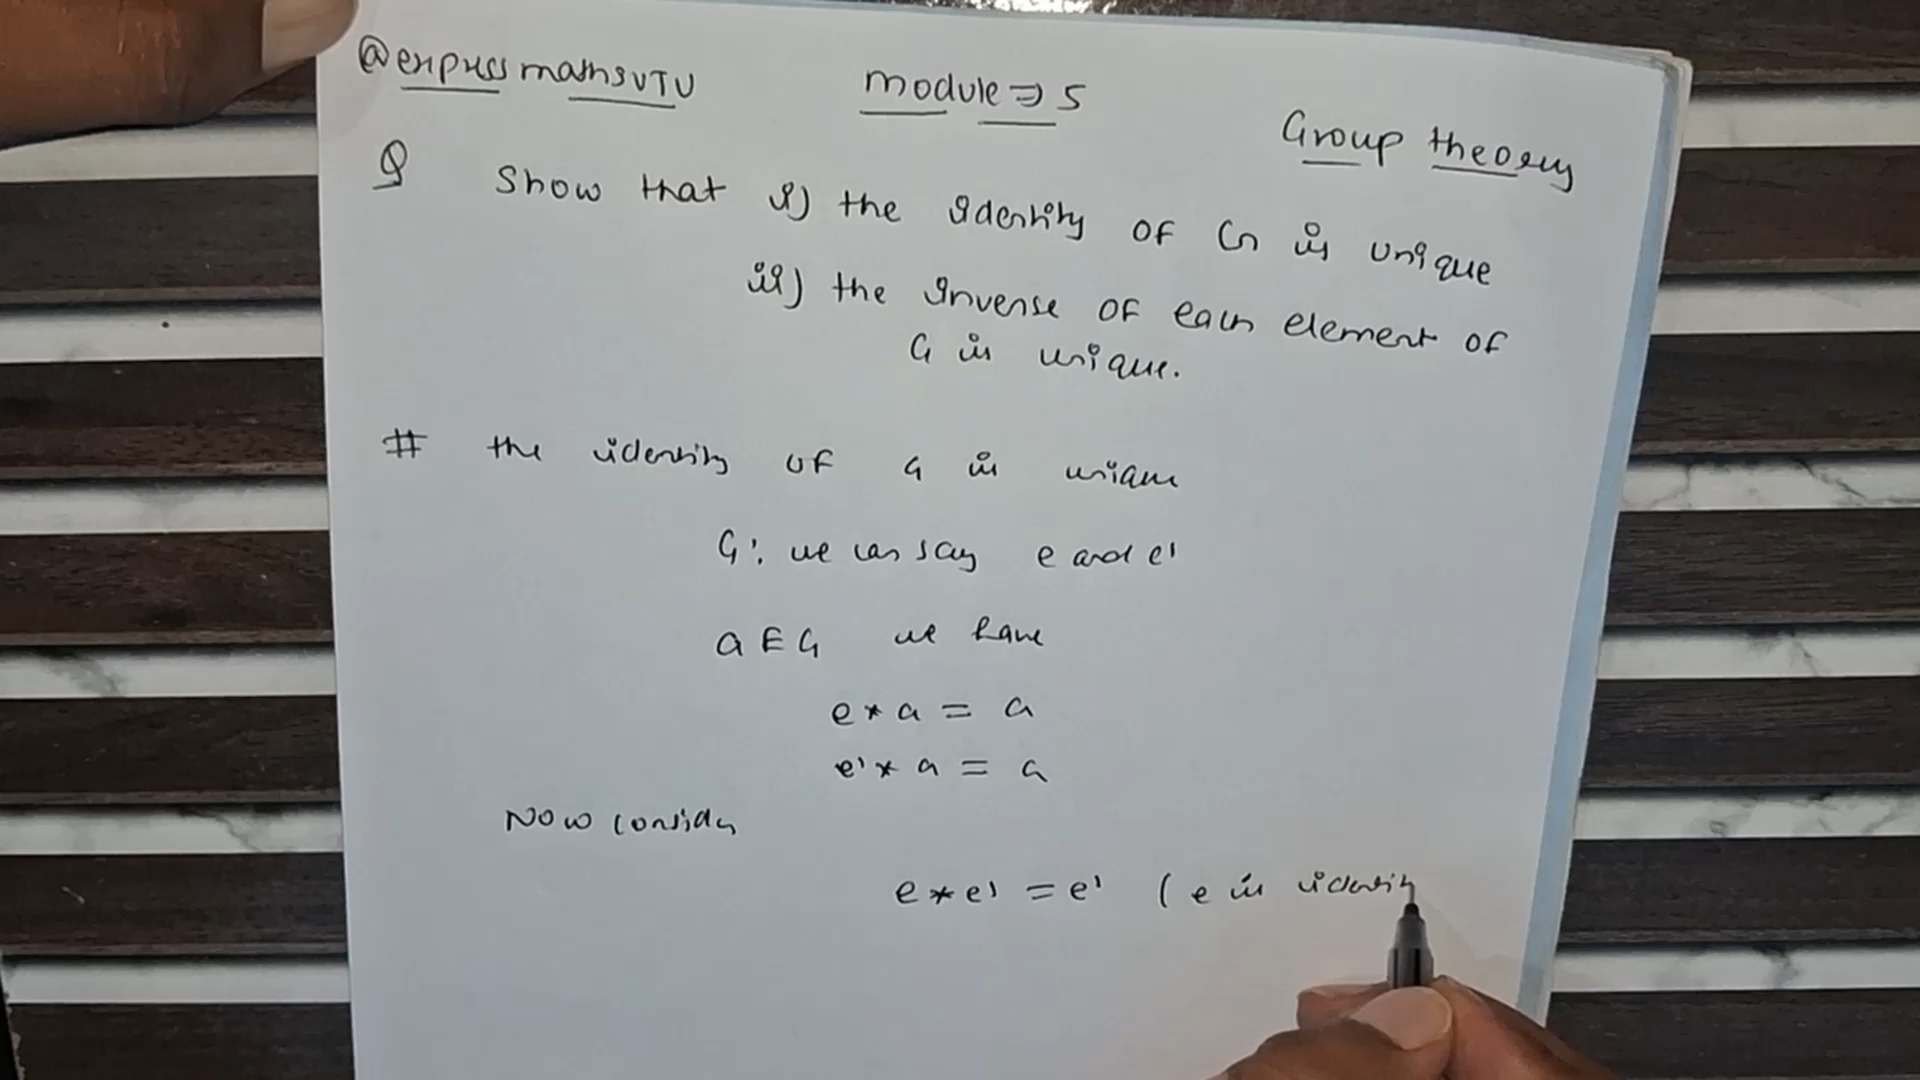 @expressmathsVTU module ⇒ 5 Group theory
Q Show that i) the identity of G is unique
ii) the inverse of each element of
G is unique.
# the identity of G is unique
G: we can say e and e'
a ∈ G we have
e * a = a
e' * a = a
Now consider
e * e' = e' ( e is identity